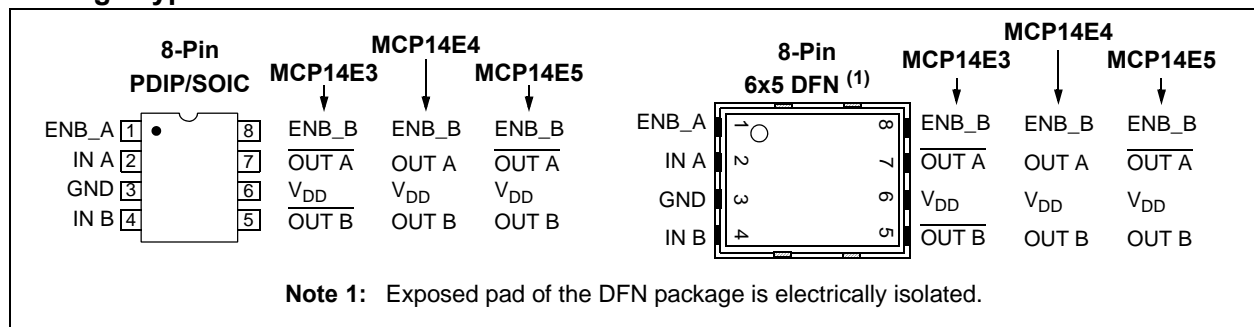 8-Pin
PDIP/SOIC
MCP14E3
MCP14E4
MCP14E5
ENB_A 1 8 ENB_B ENB_B ENB_B
IN A 2 7 OUT A OUT A OUT A
GND 3 6 VDD VDD VDD
IN B 4 5 OUT B OUT B OUT B
8-Pin
6x5 DFN (1)
MCP14E3
MCP14E4
MCP14E5
ENB_A 1 8 ENB_B ENB_B ENB_B
IN A 2 7 OUT A OUT A OUT A
GND 3 6 VDD VDD VDD
IN B 4 5 OUT B OUT B OUT B
Note 1: Exposed pad of the DFN package is electrically isolated.